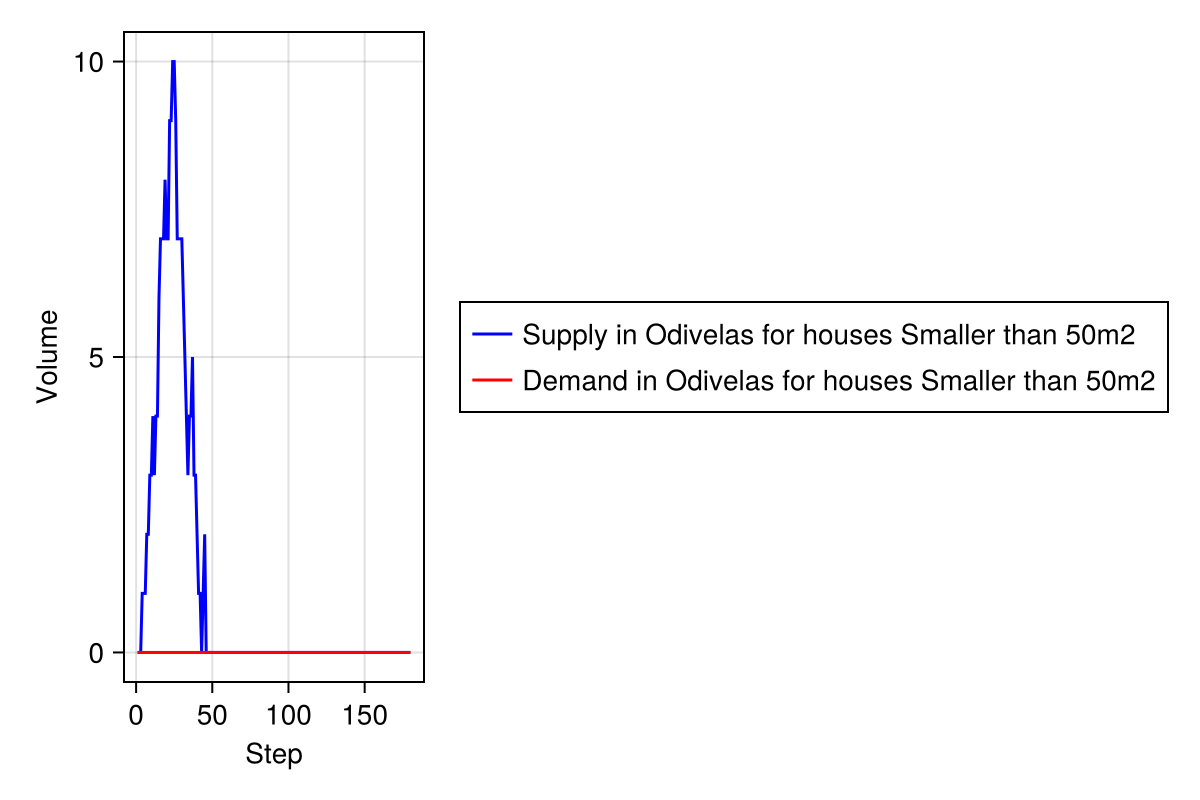 10
5
0
Volume
0 50 100 150
Step
Supply in Odivelas for houses Smaller than 50m2
Demand in Odivelas for houses Smaller than 50m2